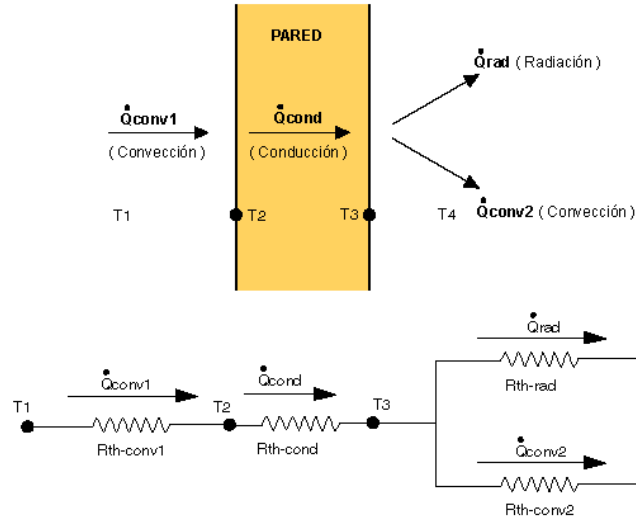 PARED
Q̇rad ( Radiación )
Q̇conv1
Q̇cond
( Convección )
( Conducción )
T1
T2
T3
T4
Q̇conv2 ( Convección )
Q̇rad
Q̇conv1
Q̇cond
Rth-rad
T1
T2
T3
Q̇conv2
Rth-conv1
Rth-cond
Rth-conv2